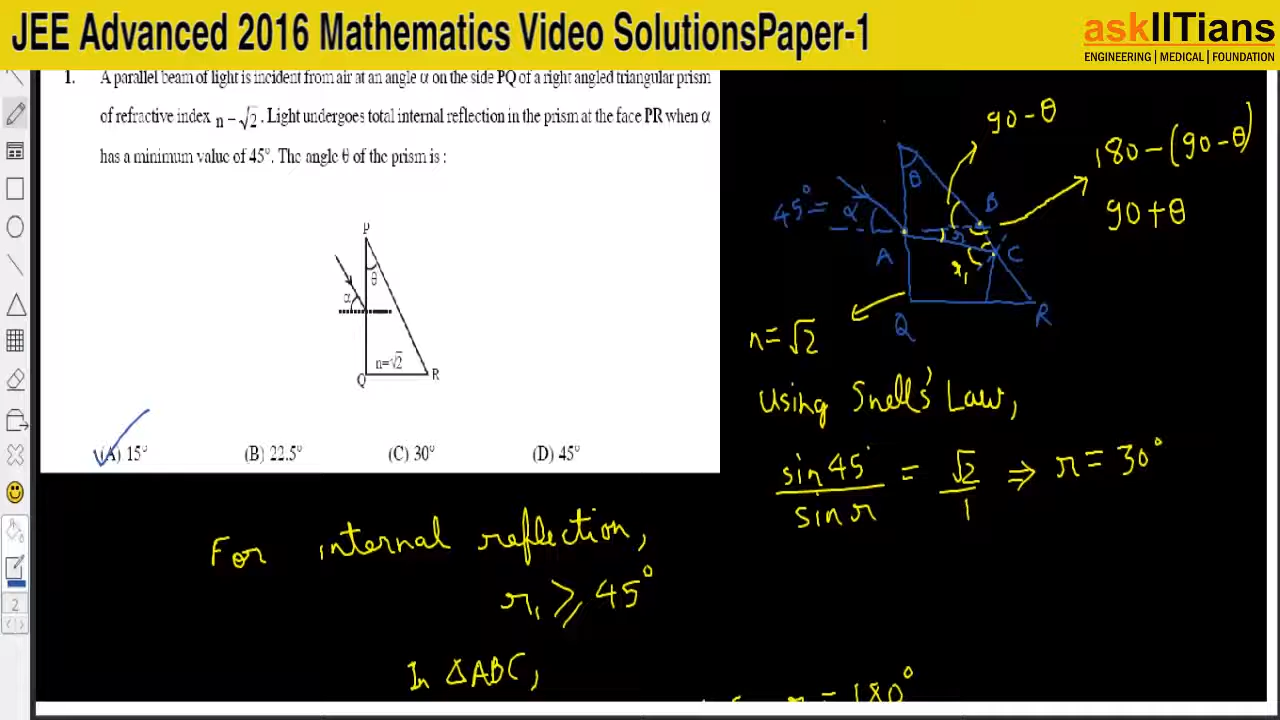 JEE Advanced 2016 Mathematics Video SolutionsPaper-1
askIITians
ENGINEERING | MEDICAL | FOUNDATION
1. A parallel beam of light is incident from air at an angle α on the side PQ of a right angled triangular prism
of refractive index n = √2. Light undergoes total internal reflection in the prism at the face PR when α
has a minimum value of 45°. The angle θ of the prism is :
P
θ
α
n=√2
Q
R
(A) 15° (B) 22.5° (C) 30° (D) 45°
90 - θ
180 - (90 - θ)
90 + θ
θ
45° = α
B
r
A
C
r₁
Q
R
n = √2
Using Snells' Law,
sin 45 / sin r = √2 / 1 ⇒ r = 30°
For internal reflection,
r₁ ≥ 45°
In ΔABC,
= 180°
2